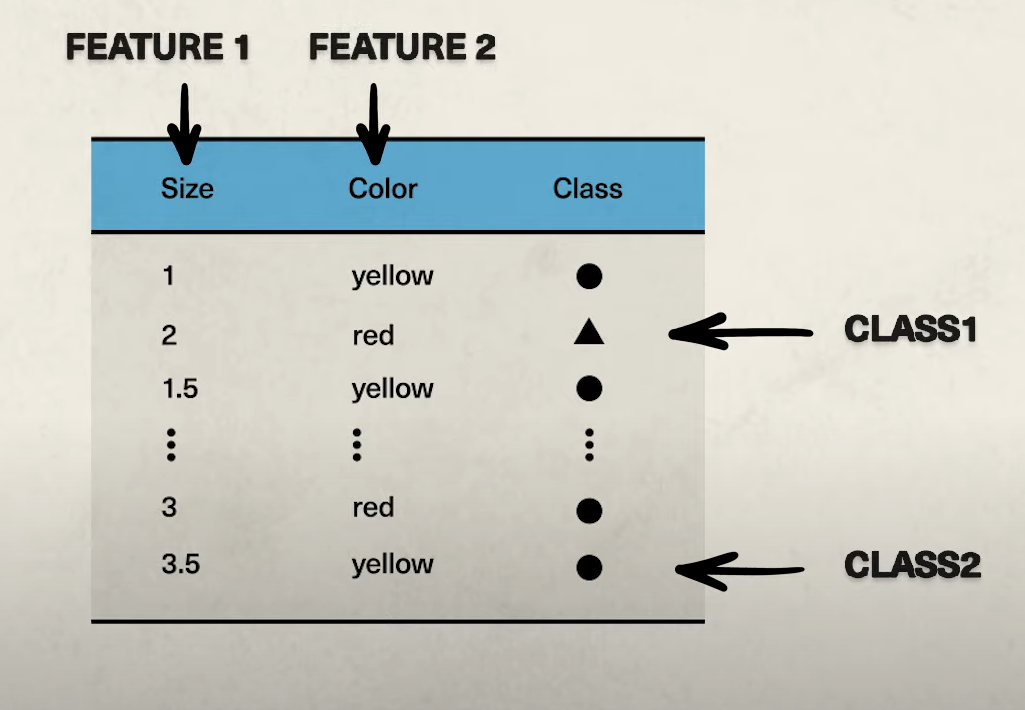 FEATURE 1 FEATURE 2
Size Color Class
1 yellow
2 red
CLASS1
1.5 yellow
3 red
3.5 yellow
CLASS2